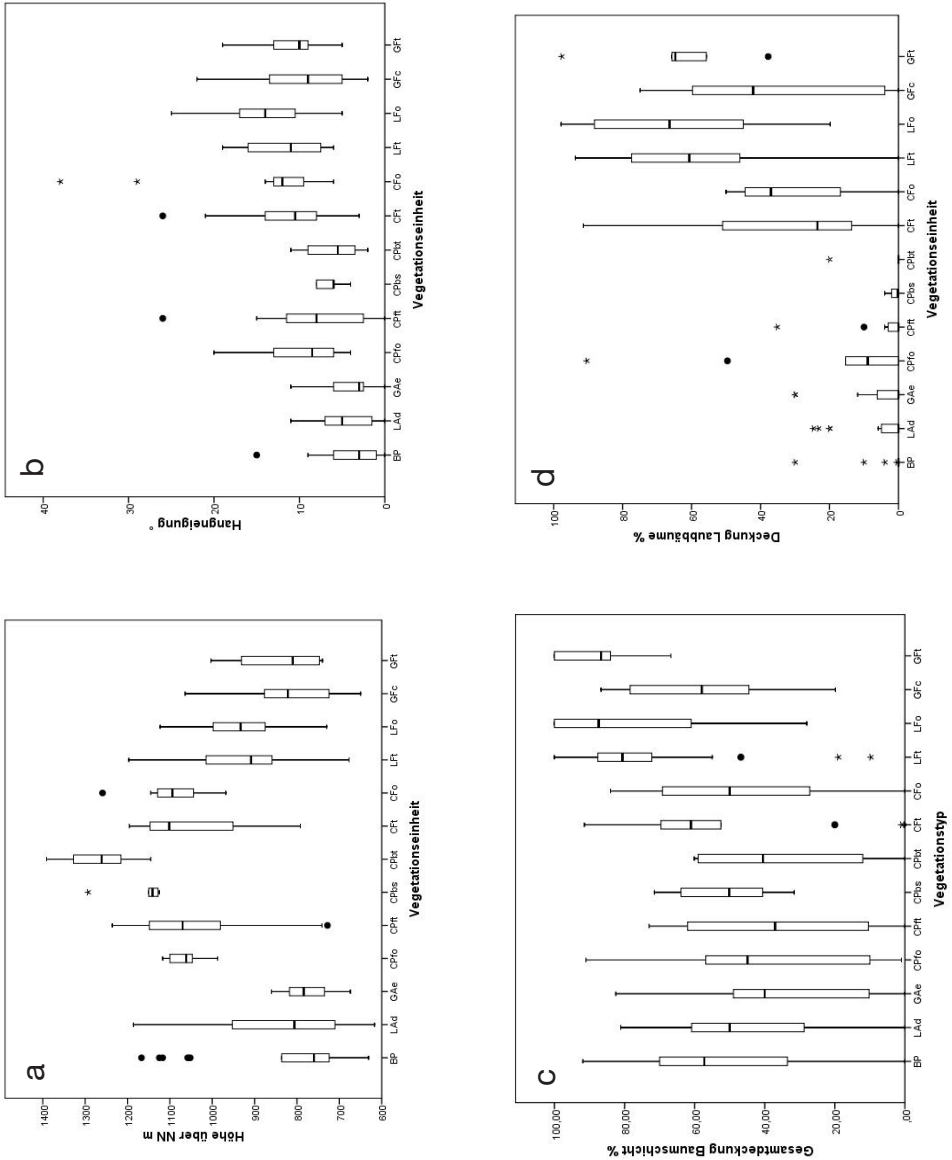 a
Höhe über NN m
1400
1300
1200
1100
1000
900
800
700
600
BP LAd GAe CPfo CPft CPbs CPbt CFt CFo LFt LFo GFc GFt
Vegetationseinheit
b
Hangneigung °
40
30
20
10
0
BP LAd GAe CPfo CPft CPbs CPbt CFt CFo LFt LFo GFc GFt
Vegetationseinheit
c
Gesamtdeckung Baumschicht %
100,00
80,00
60,00
40,00
20,00
,00
BP LAd GAe CPfo CPft CPbs CPbt CFt CFo LFt LFo GFc GFt
Vegetationstyp
d
Deckung Laubbäume %
100
80
60
40
20
0
BP LAd GAe CPfo CPft CPbs CPbt CFt CFo LFt LFo GFc GFt
Vegetationseinheit